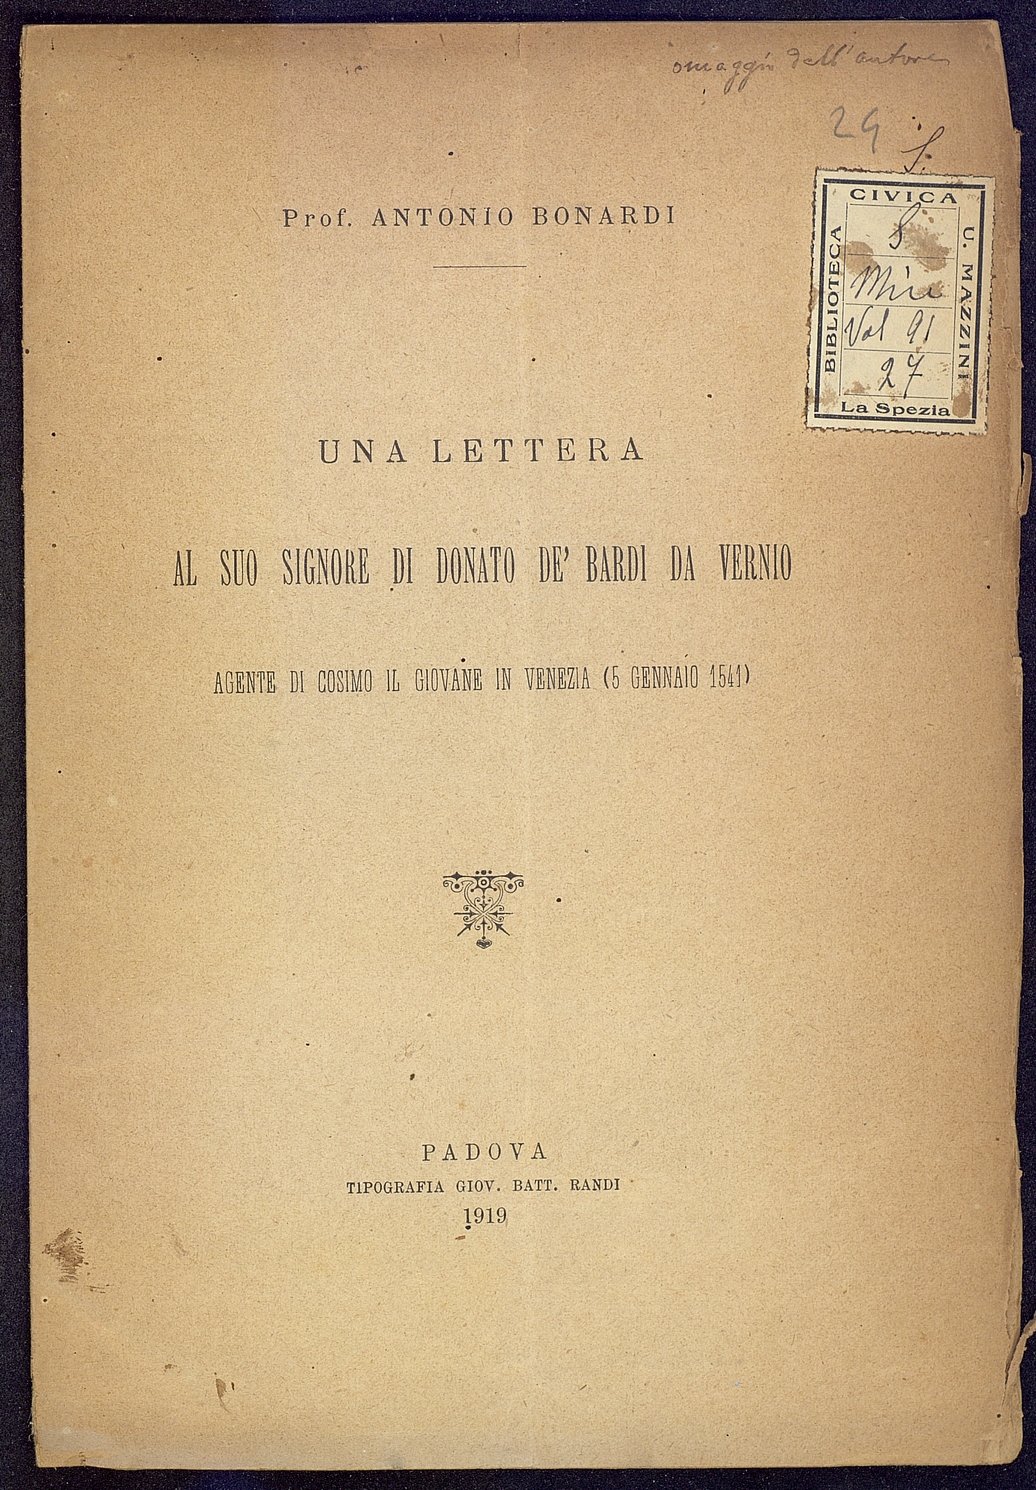 omaggio dell'autore
29
S.
CIVICA
BIBLIOTECA
U. MAZZINI
S
Misc
Vol 91
27
La Spezia
Prof. ANTONIO BONARDI
UNA LETTERA
AL SUO SIGNORE DI DONATO DE' BARDI DA VERNIO
AGENTE DI COSIMO IL GIOVANE IN VENEZIA (5 GENNAIO 1541)
PADOVA
TIPOGRAFIA GIOV. BATT. RANDI
1919